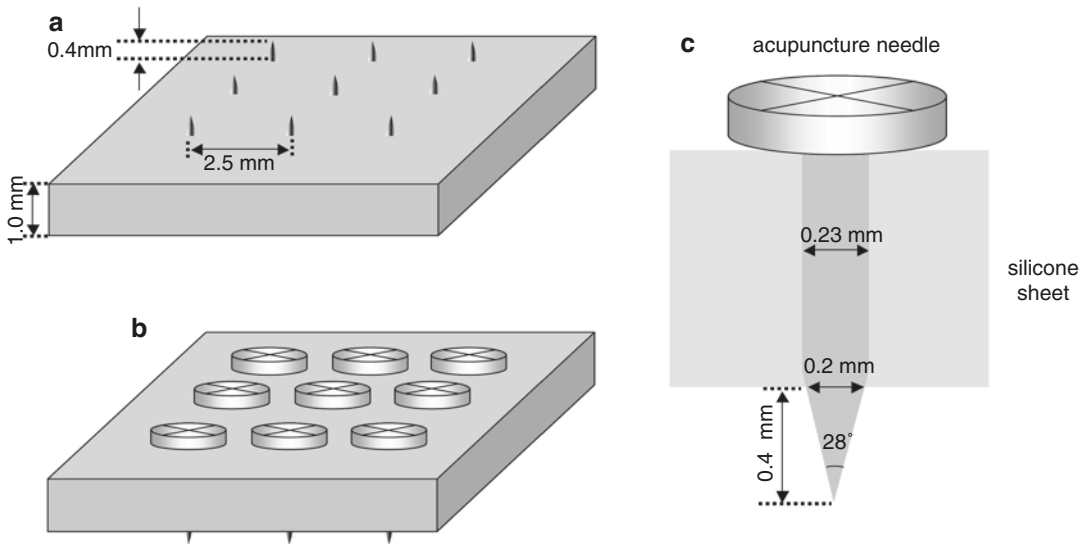 a
0.4mm
2.5 mm
1.0 mm
b
c
acupuncture needle
0.23 mm
silicone
sheet
0.2 mm
0.4 mm
28°